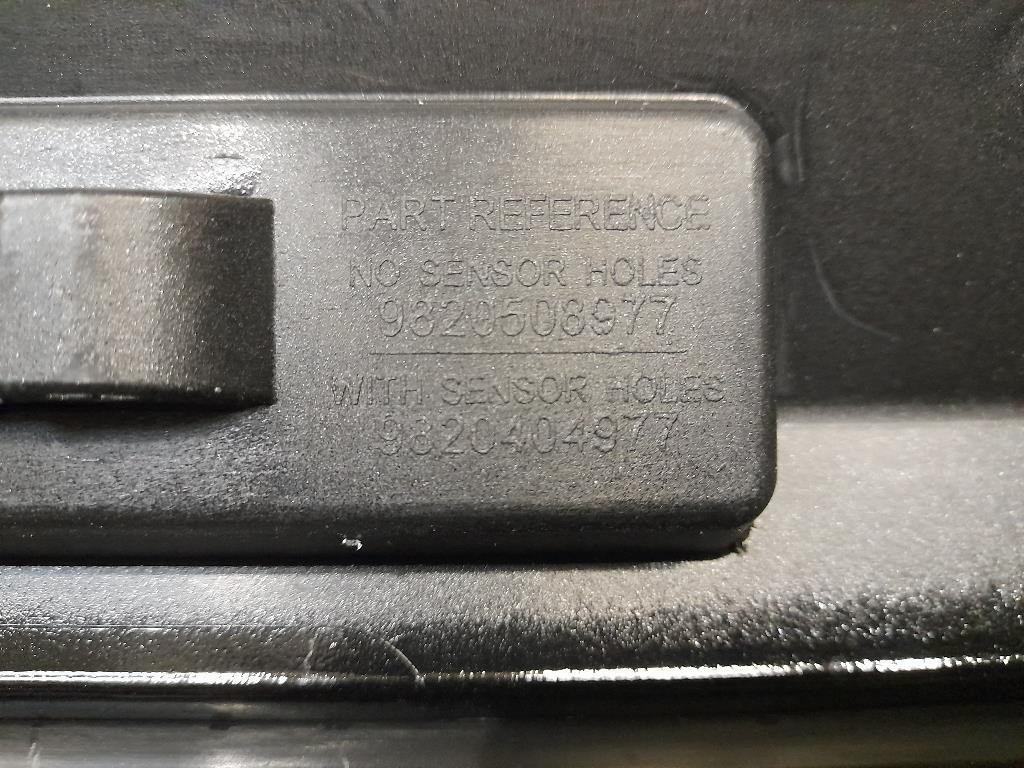 PART REFERENCE
NO SENSOR HOLES
9820508977
WITH SENSOR HOLES
9820404977